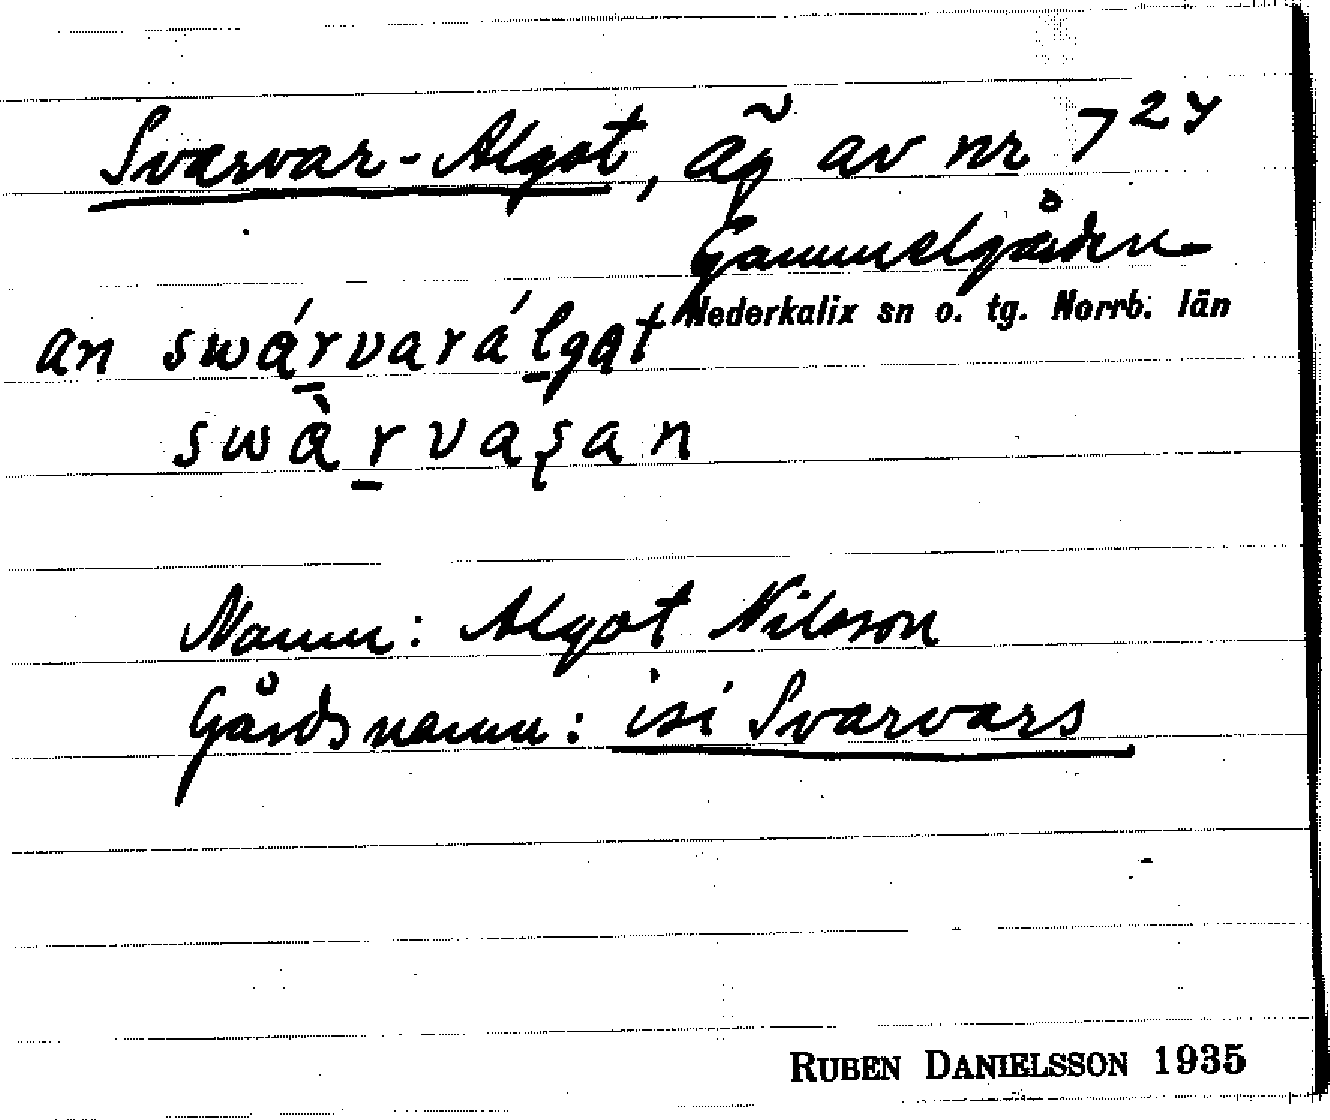 Svarvar-Algot, äg av nr 7²⁴
Gammelgården
Nederkalix sn o. tg. Norrb. län
an swárvarálgat
swàrvaʂan
Namn: Algot Nilsson
Gårdsnamn: isi Svarvars
RUBEN DANIELSSON 1935